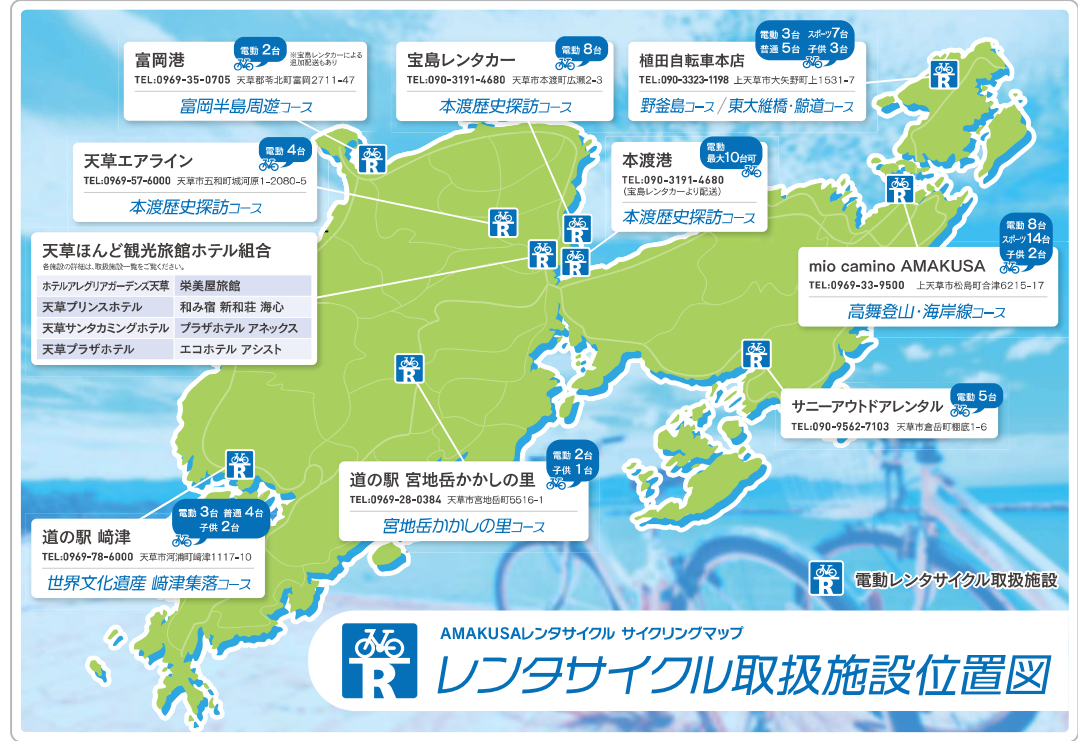 富岡港
電動 2台
※宝島レンタカーによる
追加配送もあり
TEL:0969-35-0705 天草郡苓北町富岡2711-47
富岡半島周遊コース
宝島レンタカー
電動 8台
TEL:090-3191-4680 天草市本渡町広瀬2-3
本渡歴史探訪コース
植田自転車本店
電動 3台 スポーツ7台
普通 5台 子供 3台
TEL:090-3323-1198 上天草市大矢野町上1531-7
野釜島コース/東大維橋・鯨道コース
天草エアライン
電動 4台
TEL:0969-57-6000 天草市五和町城河原1-2080-5
本渡歴史探訪コース
本渡港
電動
最大10台可
TEL:090-3191-4680
(宝島レンタカーより配送)
本渡歴史探訪コース
天草ほんど観光旅館ホテル組合
各施設の詳細は、取扱施設一覧をご覧ください。
ホテルアレグリアガーデンズ天草 栄美屋旅館
天草プリンスホテル 和み宿 新和荘 海心
天草サンタカミングホテル プラザホテル アネックス
天草プラザホテル エコホテル アシスト
mio camino AMAKUSA
電動 8台
スポーツ14台
子供 2台
TEL:0969-33-9500 上天草市松島町合津6215-17
高舞登山・海岸線コース
サニーアウトドアレンタル
電動 5台
TEL:090-9562-7103 天草市倉岳町棚底1-6
道の駅 宮地岳かかしの里
電動 2台
子供 1台
TEL:0969-28-0384 天草市宮地岳町5516-1
宮地岳かかしの里コース
道の駅 﨑津
電動 3台 普通 4台
子供 2台
TEL:0969-78-6000 天草市河浦町﨑津1117-10
世界文化遺産 﨑津集落コース
R
R
R
R
R
R
R
R
R
R
R 電動レンタサイクル取扱施設
R
AMAKUSAレンタサイクル サイクリングマップ
レンタサイクル取扱施設位置図